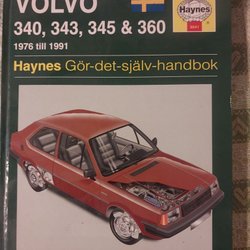 VOLVO
340, 343, 345 & 360
1976 till 1991
Haynes
Haynes Gör-det-själv-handbok